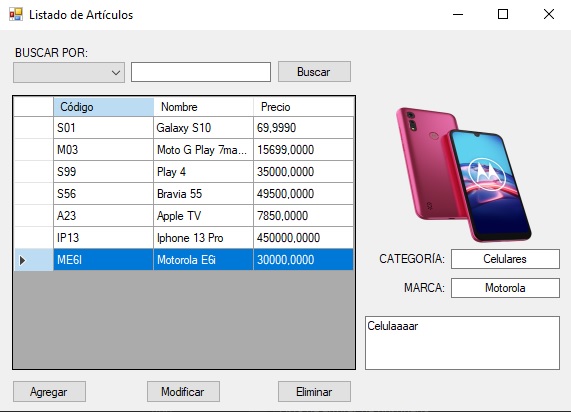 Listado de Artículos
BUSCAR POR:
Buscar
Código Nombre Precio
S01 Galaxy S10 69,9990
M03 Moto G Play 7ma... 15699,0000
S99 Play 4 35000,0000
S56 Bravia 55 49500,0000
A23 Apple TV 7850,0000
IP13 Iphone 13 Pro 450000,0000
ME6I Motorola E6i 30000,0000
CATEGORÍA: Celulares
MARCA: Motorola
Celulaaaar
Agregar Modificar Eliminar